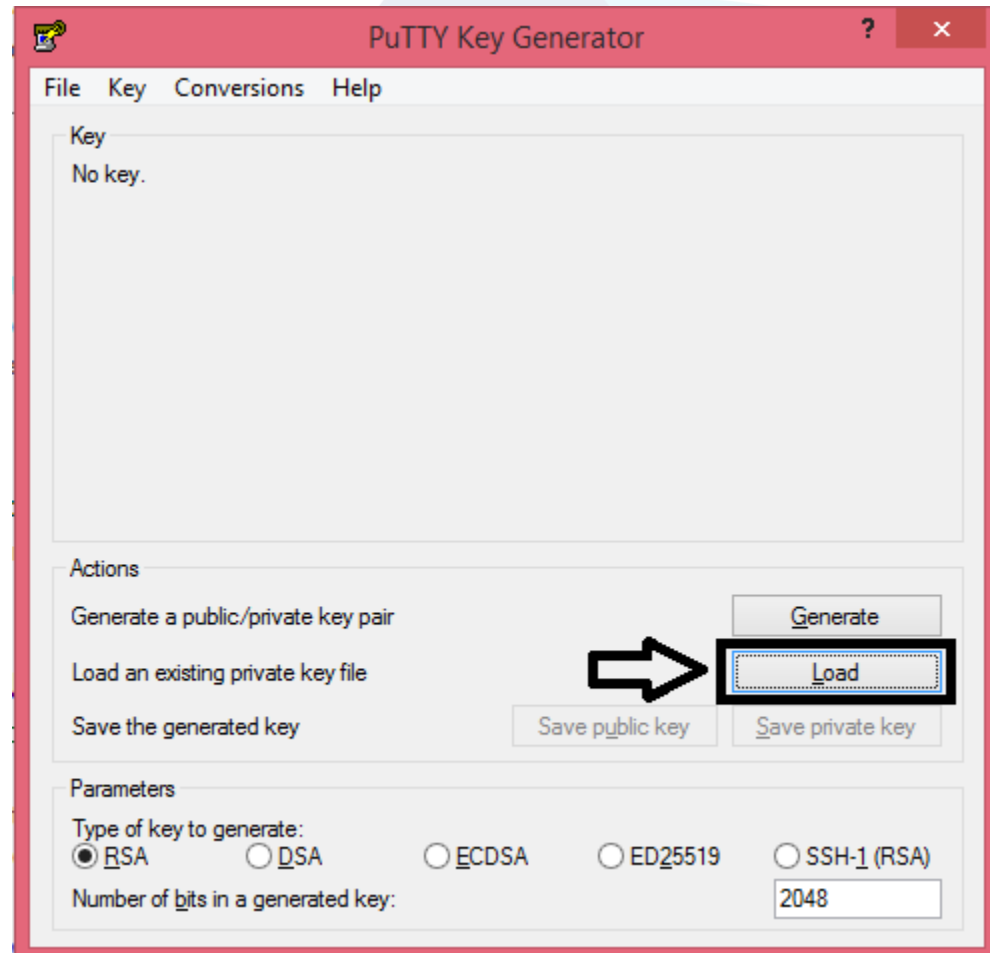 PuTTY Key Generator ? ×
File Key Conversions Help
Key
No key.
Actions
Generate a public/private key pair Generate
Load an existing private key file Load
Save the generated key Save public key Save private key
Parameters
Type of key to generate:
RSA DSA ECDSA ED25519 SSH-1 (RSA)
Number of bits in a generated key: 2048